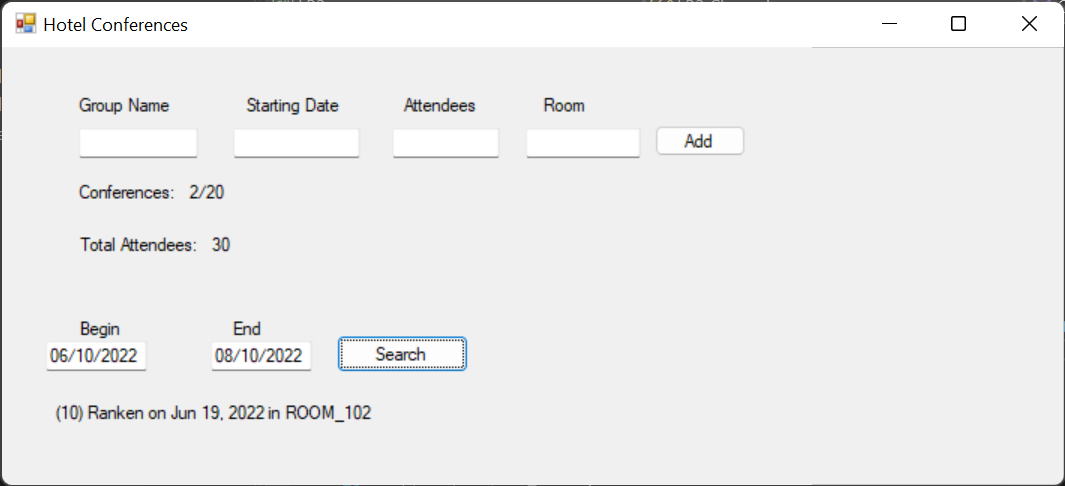 Hotel Conferences
Group Name Starting Date Attendees Room
Add
Conferences: 2/20
Total Attendees: 30
Begin End
06/10/2022 08/10/2022 Search
(10) Ranken on Jun 19, 2022 in ROOM_102